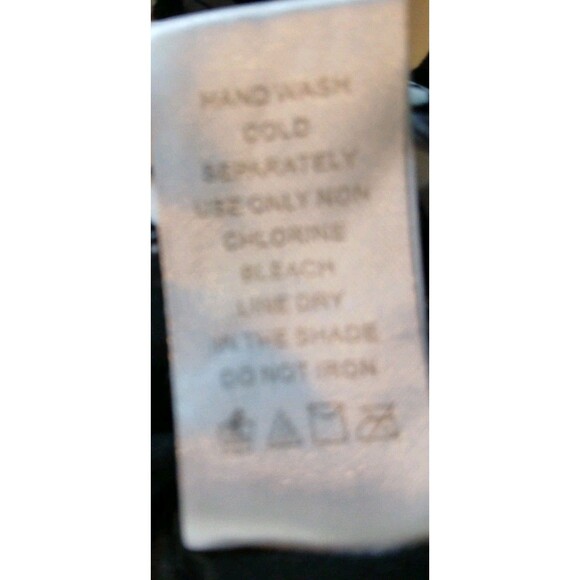 HAND WASH
COLD
SEPARATELY
USE ONLY NON
CHLORINE
BLEACH
LINE DRY
IN THE SHADE
DO NOT IRON